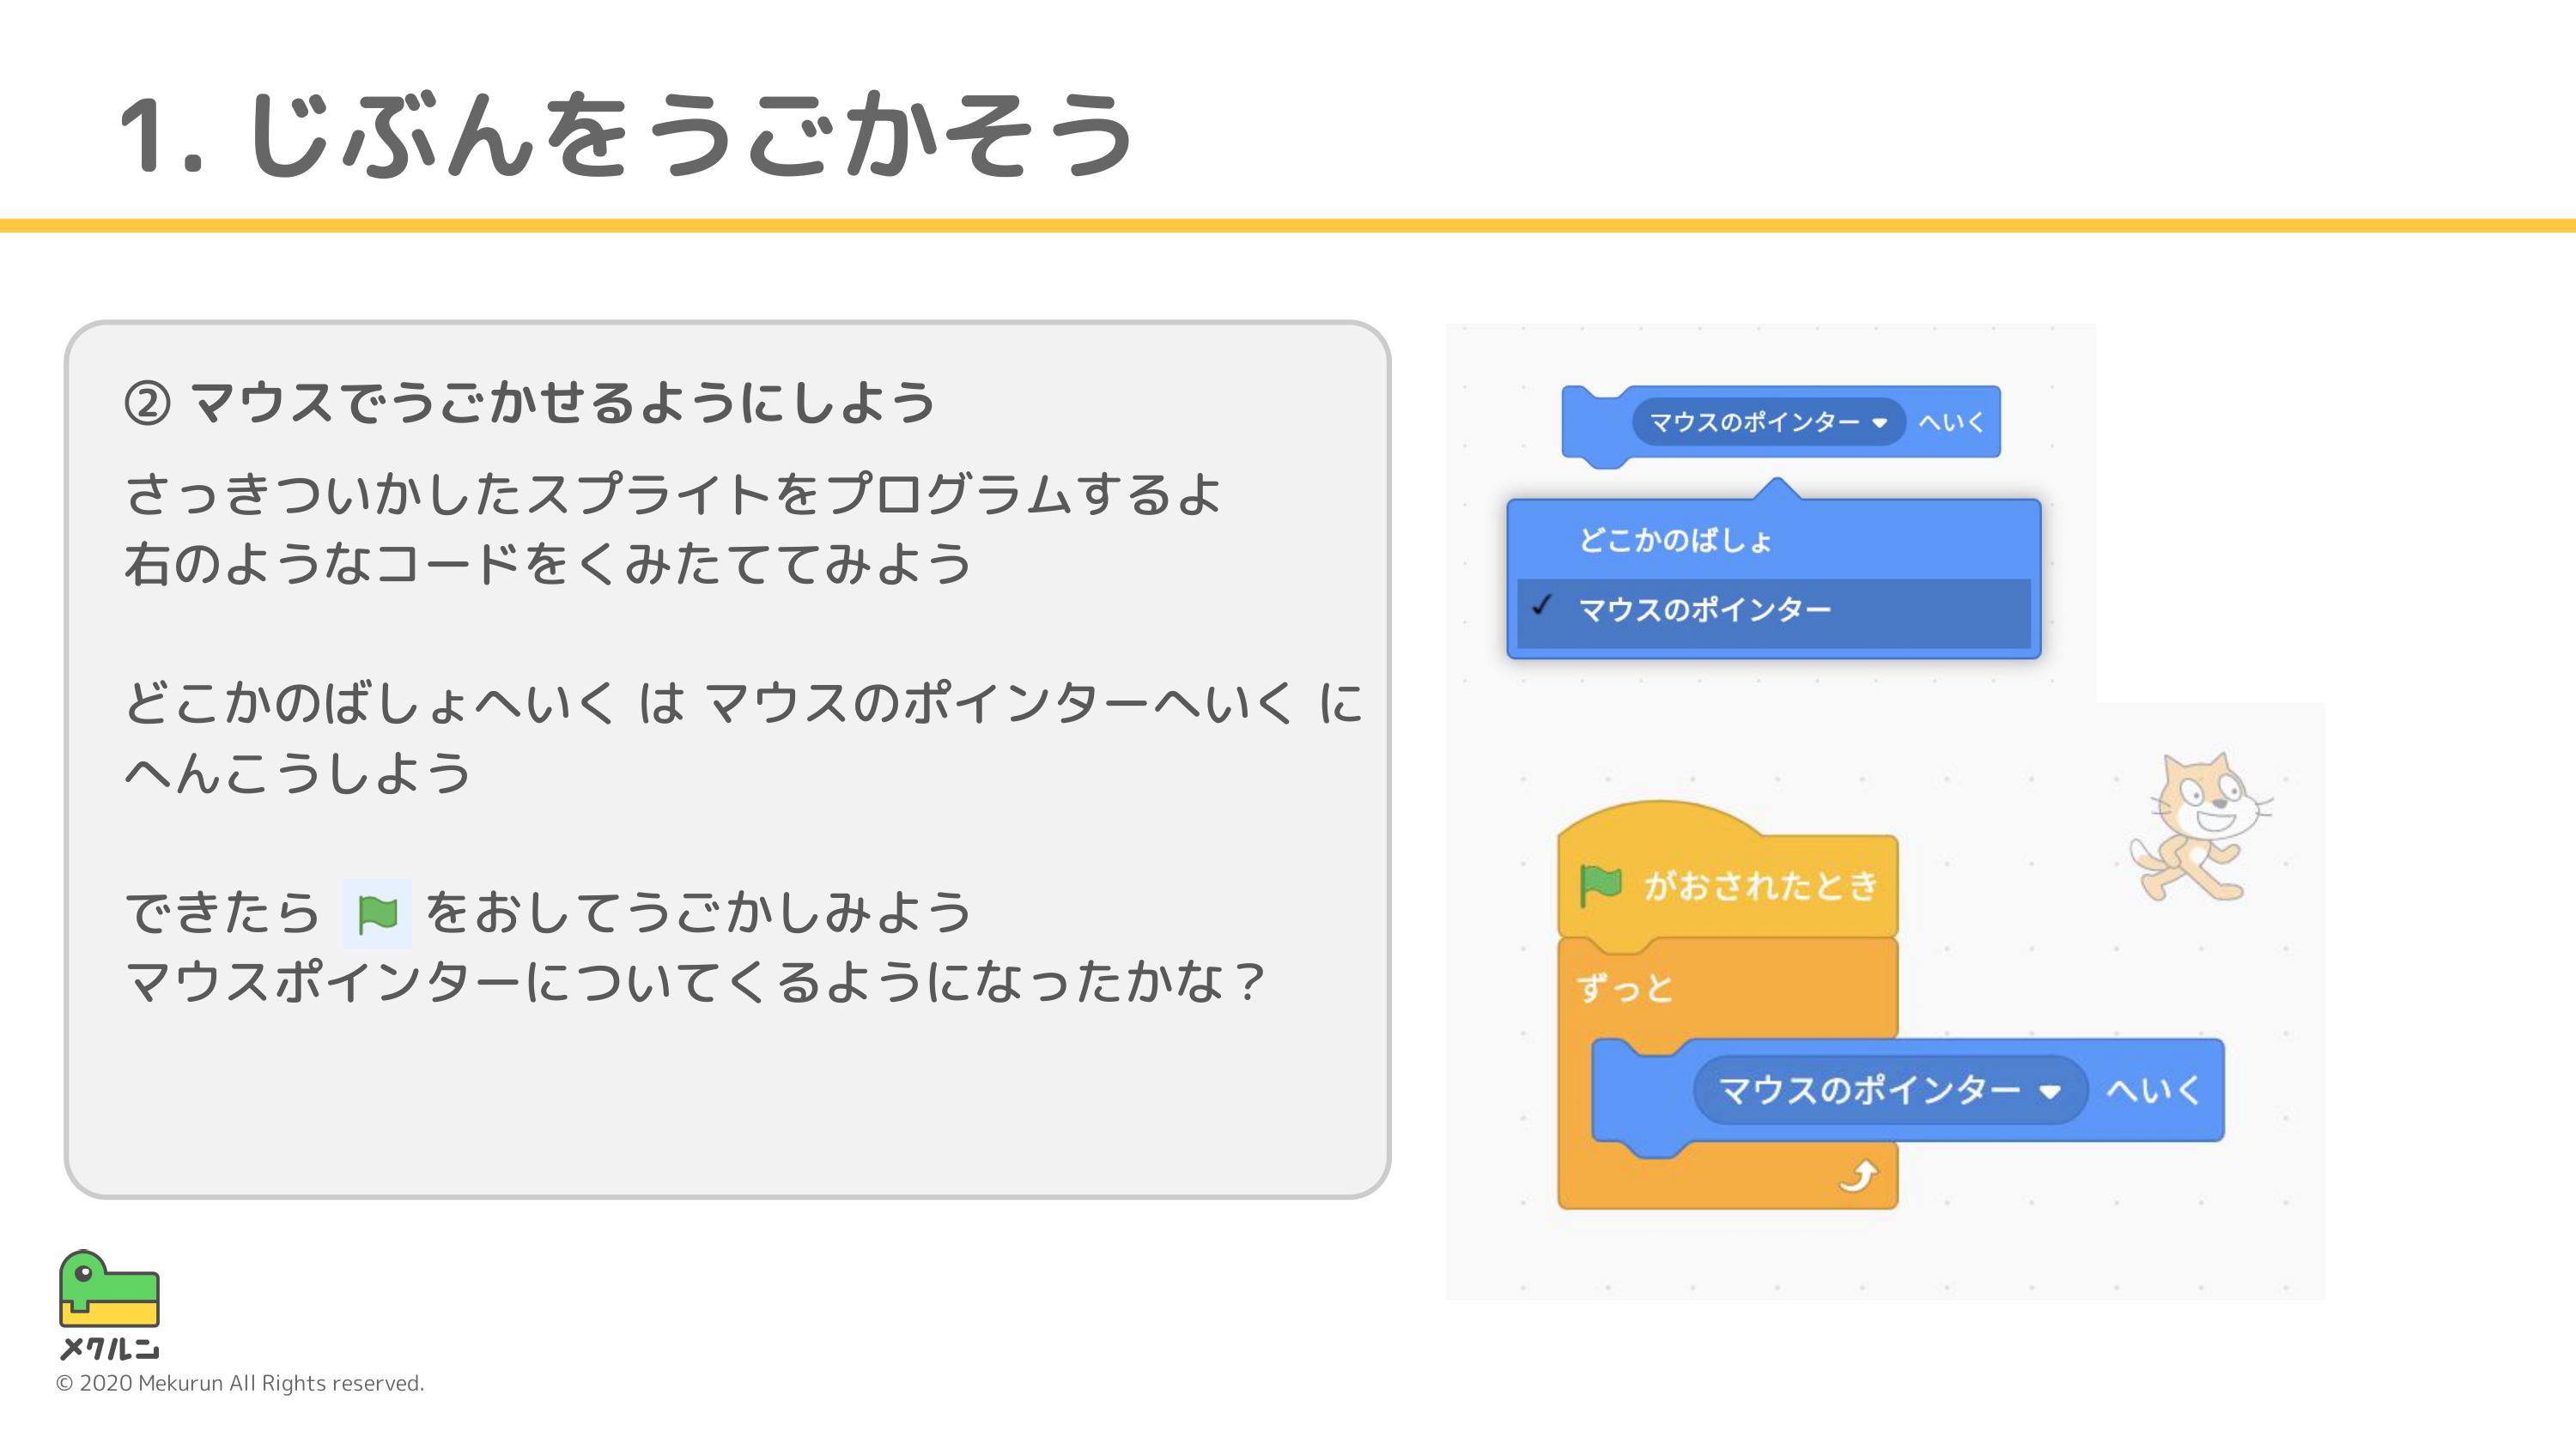 1. じぶんをうごかそう
② マウスでうごかせるようにしよう
さっきついかしたスプライトをプログラムするよ
右のようなコードをくみたててみよう
どこかのばしょへいく は マウスのポインターへいく に
へんこうしよう
できたら をおしてうごかしみよう
マウスポインターについてくるようになったかな？
マウスのポインター へいく
どこかのばしょ
✓ マウスのポインター
がおされたとき
ずっと
マウスのポインター へいく
メクルン
© 2020 Mekurun All Rights reserved.